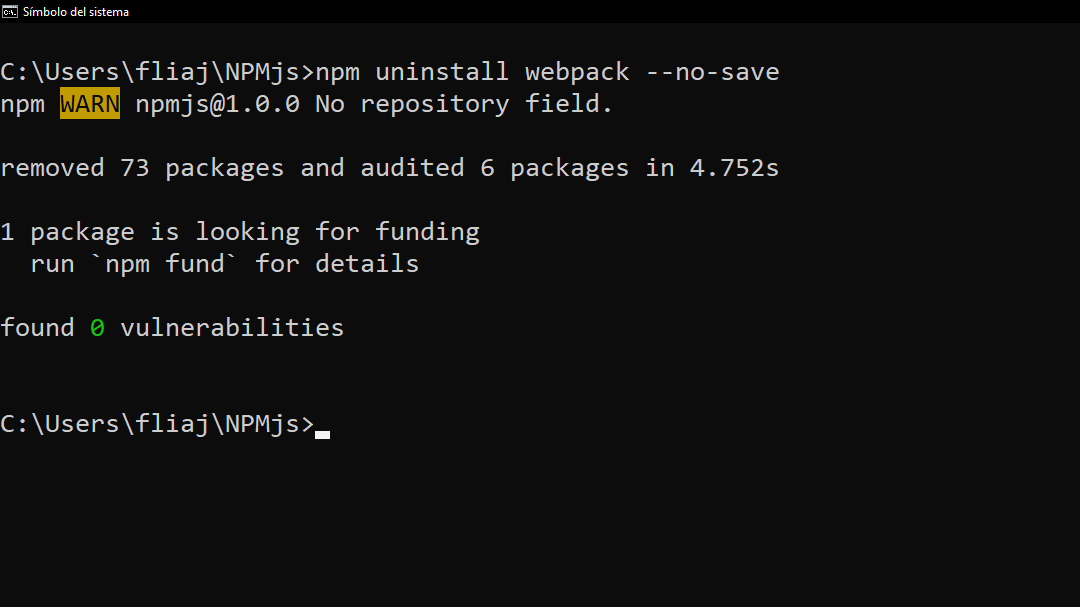 Símbolo del sistema
C:\Users\fliaj\NPMjs>npm uninstall webpack --no-save
npm WARN npmjs@1.0.0 No repository field.
removed 73 packages and audited 6 packages in 4.752s
1 package is looking for funding
  run `npm fund` for details
found 0 vulnerabilities
C:\Users\fliaj\NPMjs>